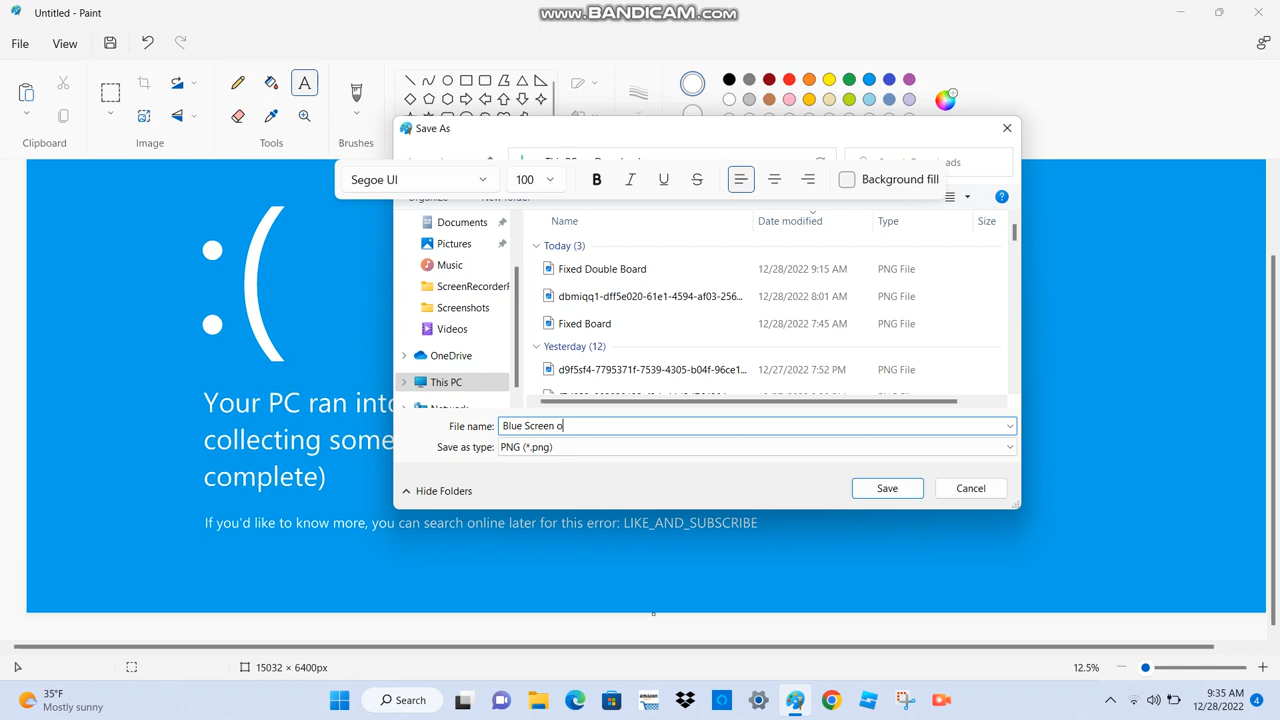 Untitled - Paint
www.BANDICAM.com
File
View
Clipboard
Image
Tools
Brushes
Save As
Segoe UI
100
B
I
U
S
Background fill
Documents
Pictures
Music
Screenshots
Videos
OneDrive
This PC
Name
Date modified
Type
Size
Today (3)
Fixed Double Board
12/28/2022 9:15 AM
PNG File
dbmiqq1-dff5e020-61e1-4594-af03-256...
12/28/2022 8:01 AM
PNG File
Fixed Board
12/28/2022 7:45 AM
PNG File
Yesterday (12)
d9f5sf4-7795371f-7539-4305-b04f-96ce1...
12/27/2022 7:52 PM
PNG File
File name:
Blue Screen o
Save as type:
PNG (*.png)
Hide Folders
Save
Cancel
:(
Your PC ran into
collecting some
complete)
If you'd like to know more, you can search online later for this error: LIKE_AND_SUBSCRIBE
15032 × 6400px
12.5%
35°F
Mostly sunny
Search
amazon
9:35 AM
12/28/2022
4